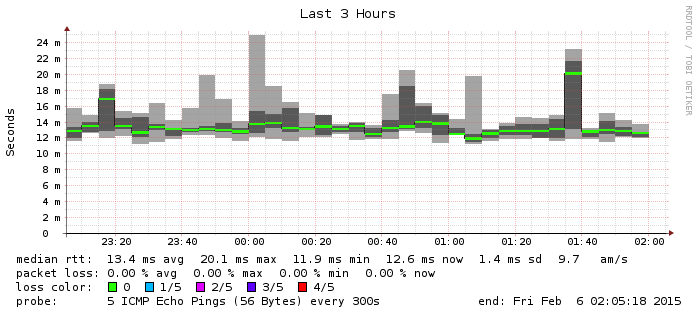 Last 3 Hours
RRDTOOL / TOBI OETIKER
Seconds
24 m
22 m
20 m
18 m
16 m
14 m
12 m
10 m
8 m
6 m
4 m
2 m
0
23:20 23:40 00:00 00:20 00:40 01:00 01:20 01:40 02:00
median rtt: 13.4 ms avg 20.1 ms max 11.9 ms min 12.6 ms now 1.4 ms sd 9.7 am/s
packet loss: 0.00 % avg 0.00 % max 0.00 % min 0.00 % now
loss color: 0 1/5 2/5 3/5 4/5
probe: 5 ICMP Echo Pings (56 Bytes) every 300s end: Fri Feb 6 02:05:18 2015